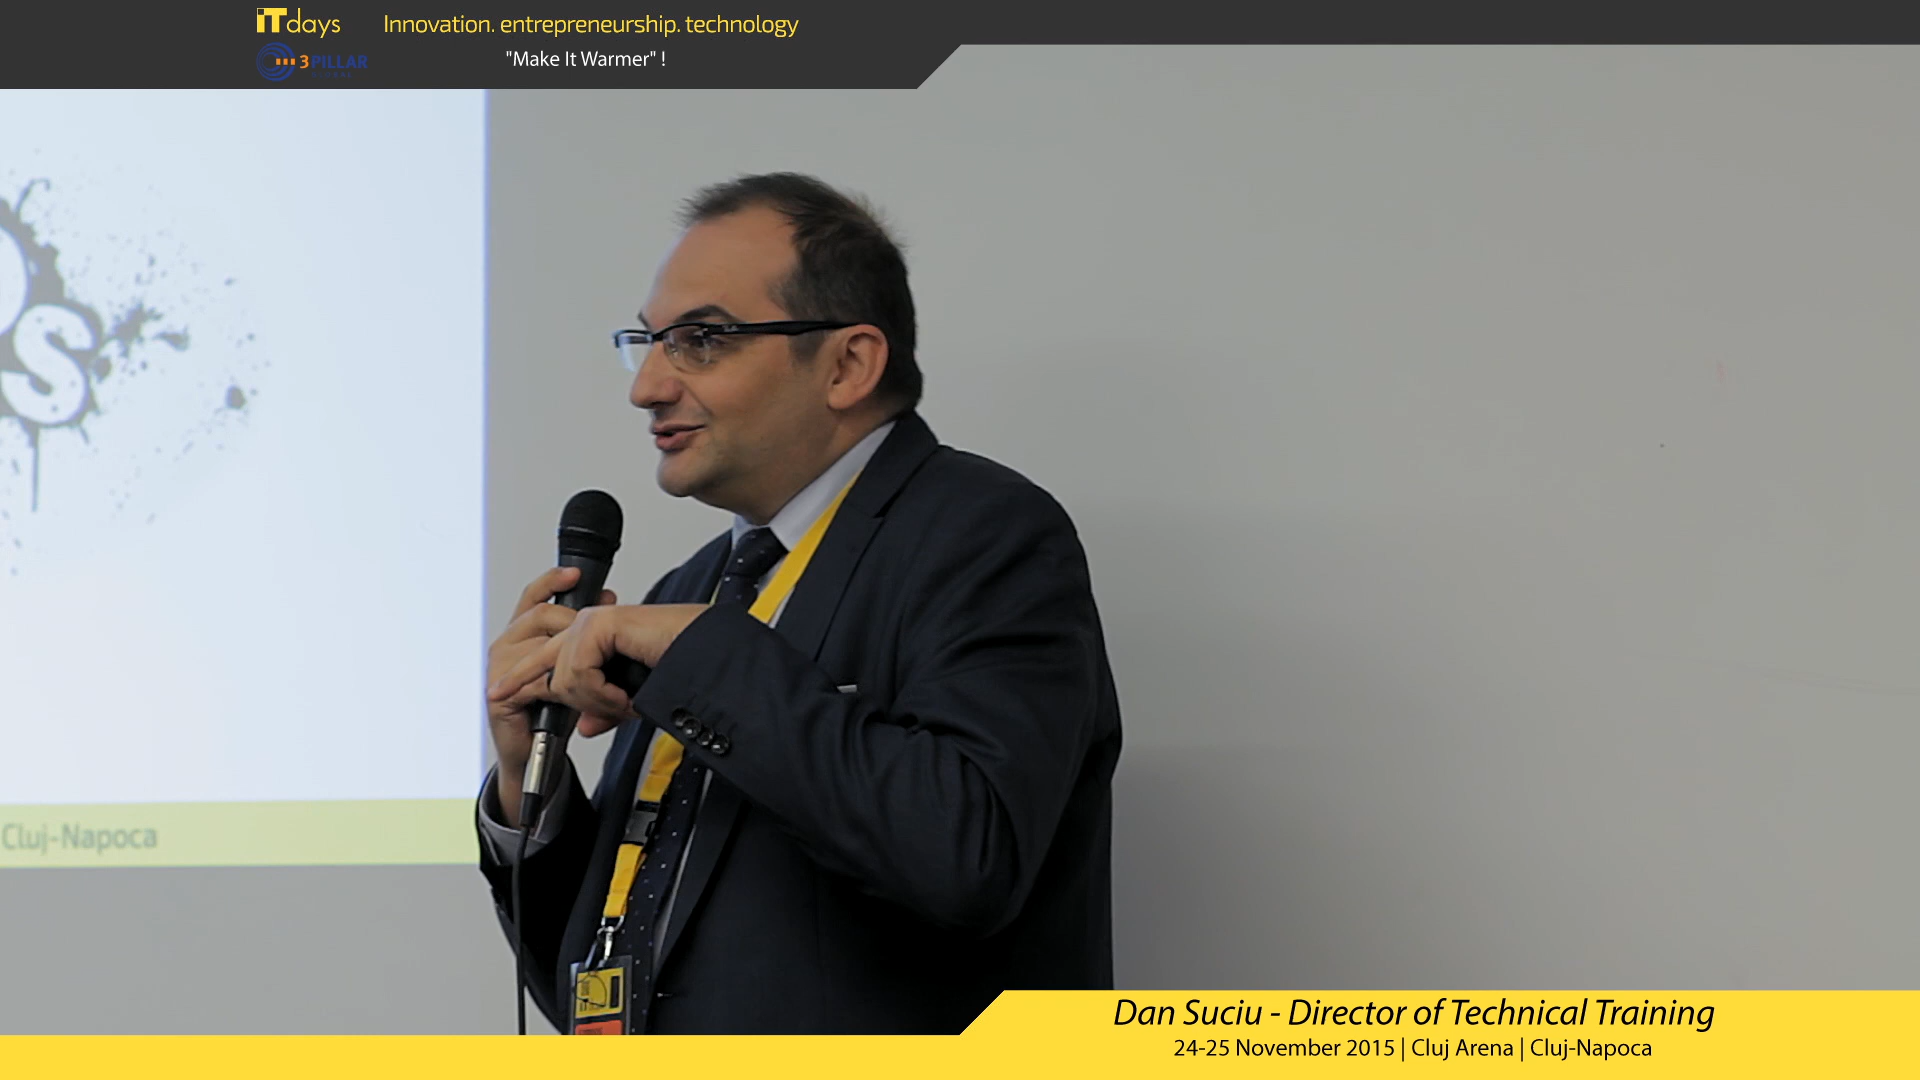 iTdays Innovation. entrepreneurship. technology
3PILLAR
GLOBAL
"Make It Warmer" !
s
Cluj-Napoca
Dan Suciu - Director of Technical Training
24-25 November 2015 | Cluj Arena | Cluj-Napoca